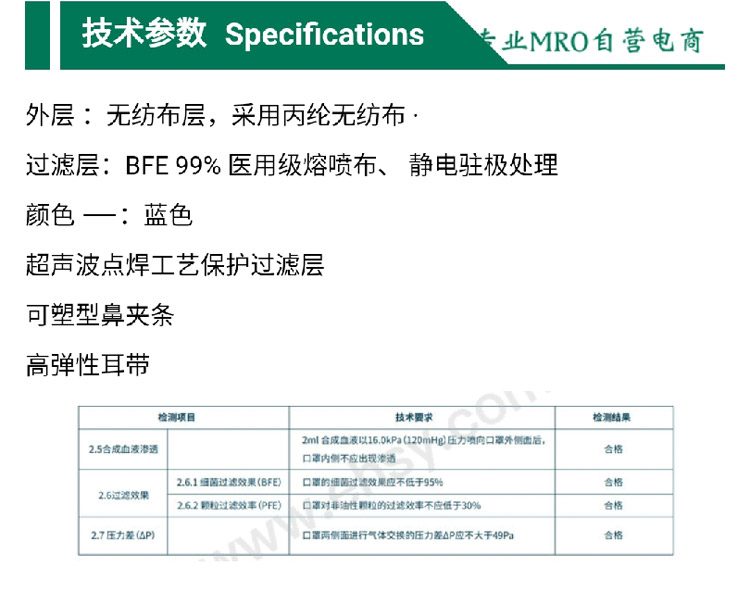 技术参数 Specifications
专业MRO自营电商
外层 ：无纺布层，采用丙纶无纺布 ·
过滤层：BFE 99% 医用级熔喷布、 静电驻极处理
颜色 一：蓝色
超声波点焊工艺保护过滤层
可塑型鼻夹条
高弹性耳带
检测项目 技术要求 检测结果
2.5合成血液渗透 2ml 合成血液以16.0kPa（120mHg）压力喷向口罩外侧面后，
口罩内侧不应出现渗透 合格
2.6过滤效果 2.6.1 细菌过滤效果（BFE） 口罩的细菌过滤效果应不低于95% 合格
2.6.2 颗粒过滤效率（PFE） 口罩对非油性颗粒的过滤效率不应低于30% 合格
2.7 压力差（ΔP） 口罩两侧面进行气体交换的压力差ΔP应不大于49Pa 合格
www.ehsy.com